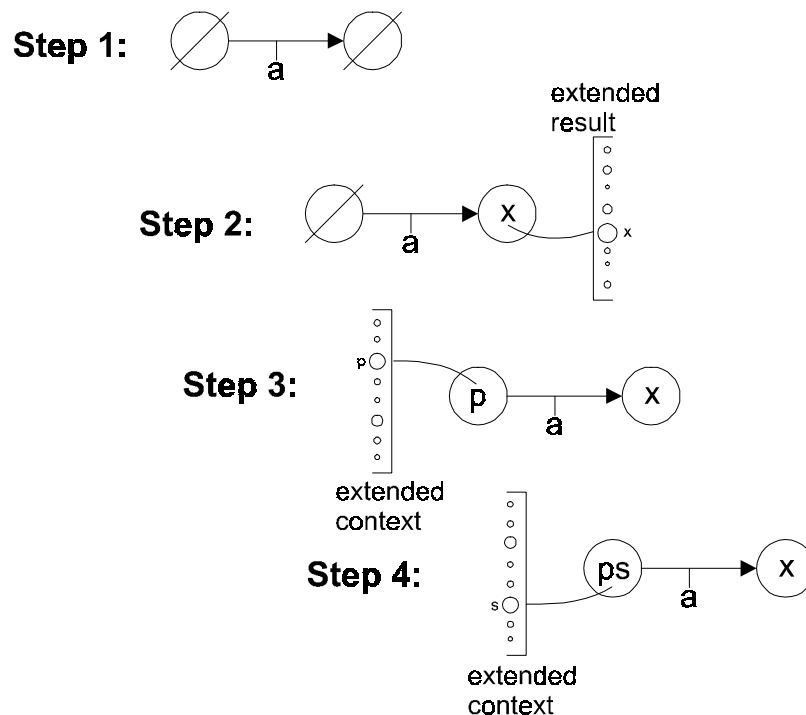 Step 1:
a
extended
result
Step 2:
x
a
x
p
Step 3:
p
x
a
extended
context
Step 4:
ps
x
a
s
extended
context